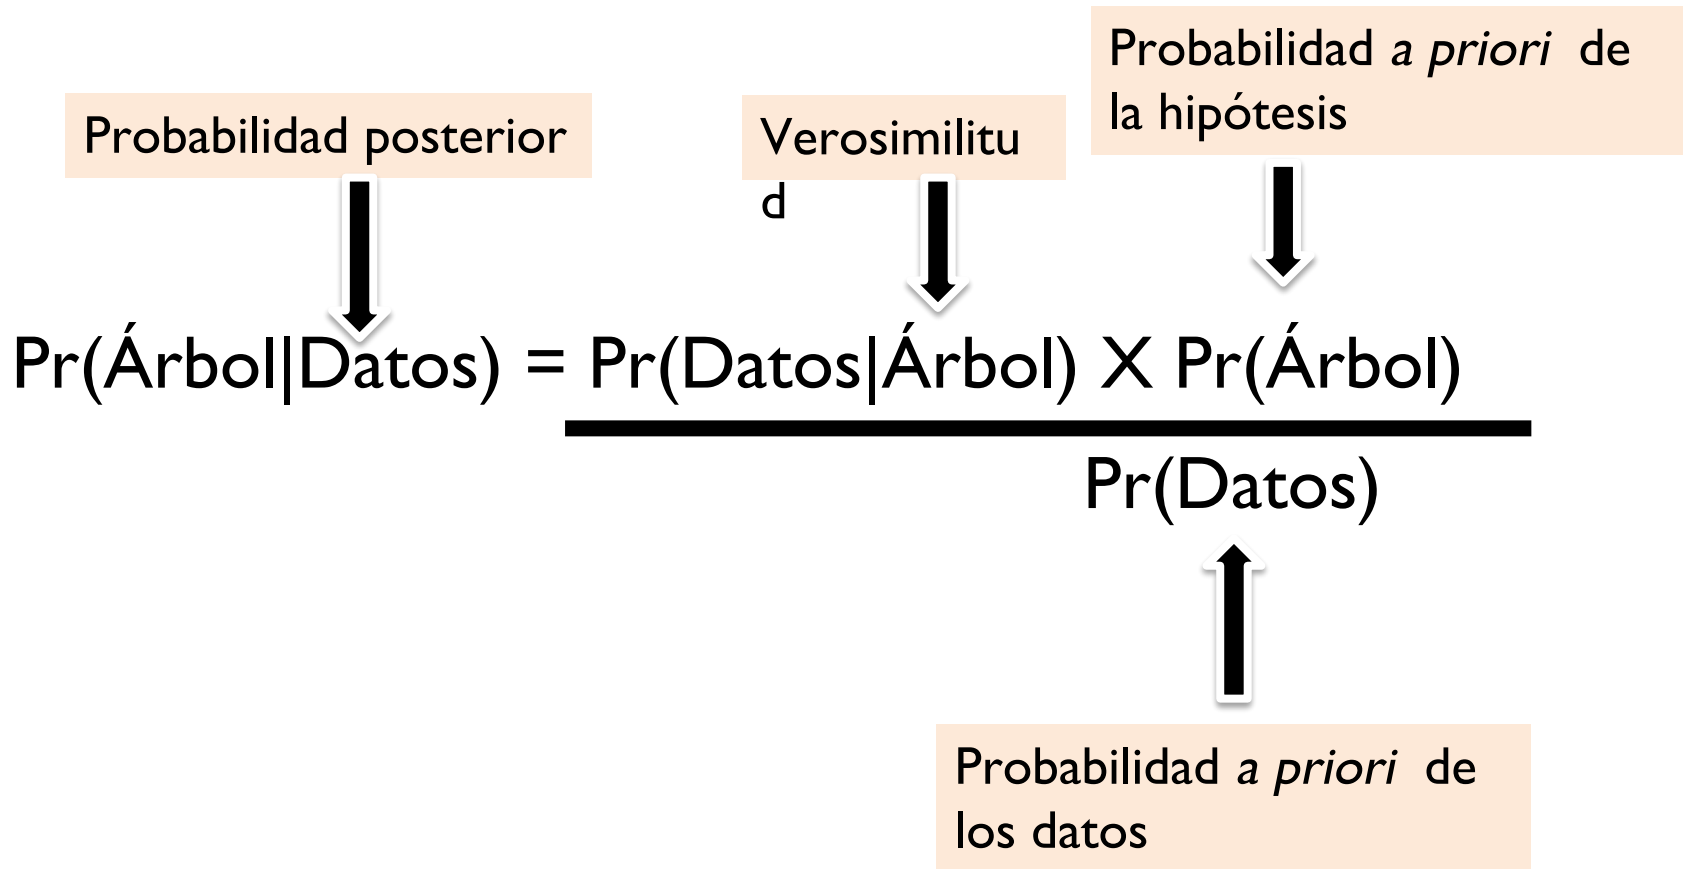 Probabilidad a priori de
la hipótesis
Probabilidad posterior
Verosimilitu
d
Pr(Árbol|Datos) = Pr(Datos|Árbol) X Pr(Árbol)
Pr(Datos)
Probabilidad a priori de
los datos